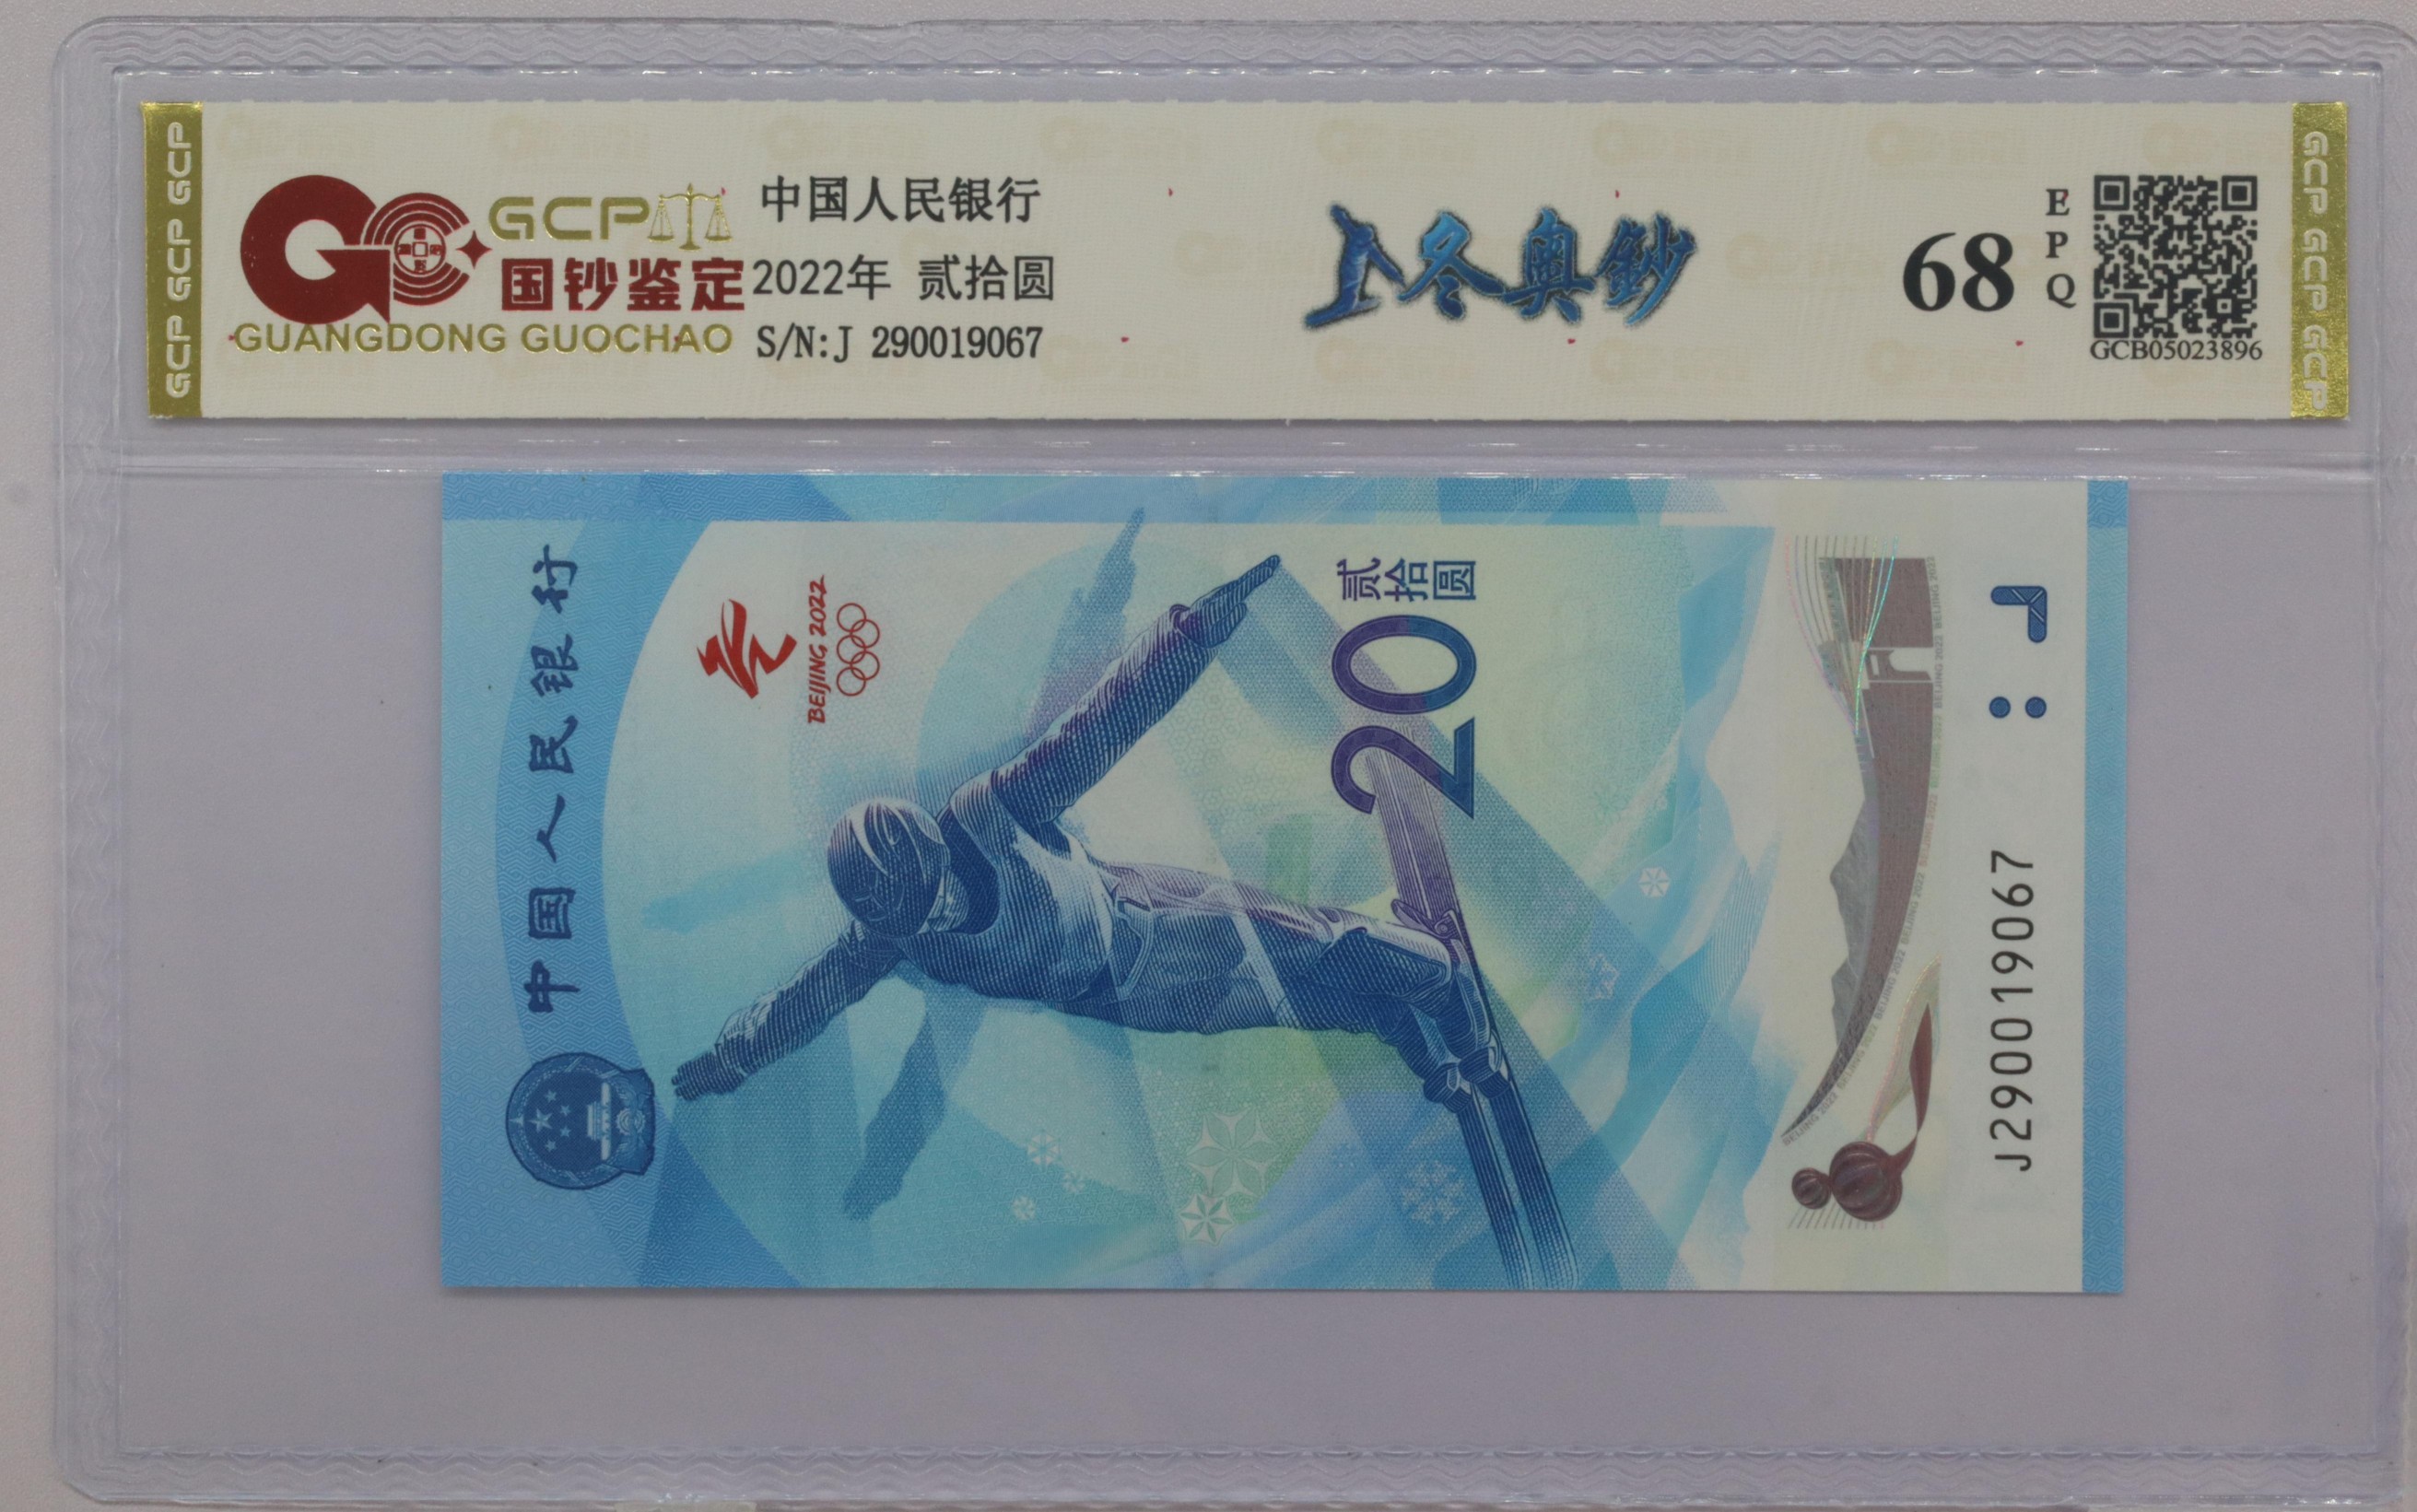 GCP GCP GCP
GCP
国钞鉴定
GUANGDONG GUOCHAO
中国人民银行
2022年 贰拾圆
S/N:J 290019067
冬奥鈔
68
EPQ
GCB05023896
GCP GCP GCP
中国人民银行
BEIJING 2022
贰拾圆
20
J290019067